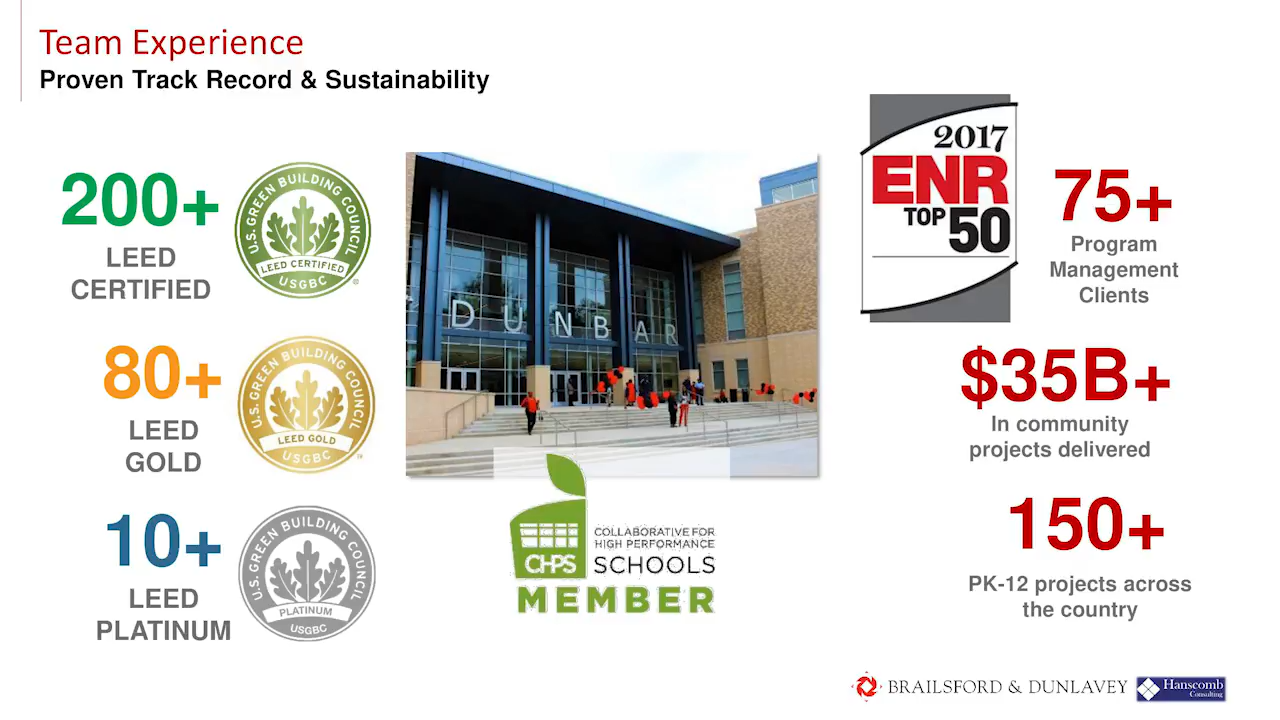 Team Experience
Proven Track Record & Sustainability
200+
LEED
CERTIFIED
U.S. GREEN BUILDING COUNCIL
LEED CERTIFIED
USGBC
®
80+
LEED
GOLD
U.S. GREEN BUILDING COUNCIL
LEED GOLD
USGBC
10+
LEED
PLATINUM
U.S. GREEN BUILDING COUNCIL
PLATINUM
USGBC
DUNBAR
CHPS
COLLABORATIVE FOR
HIGH PERFORMANCE
SCHOOLS
MEMBER
2017
ENR
TOP 50
75+
Program
Management
Clients
$35B+
In community
projects delivered
150+
PK-12 projects across
the country
BRAILSFORD & DUNLAVEY
Hanscomb
Consulting